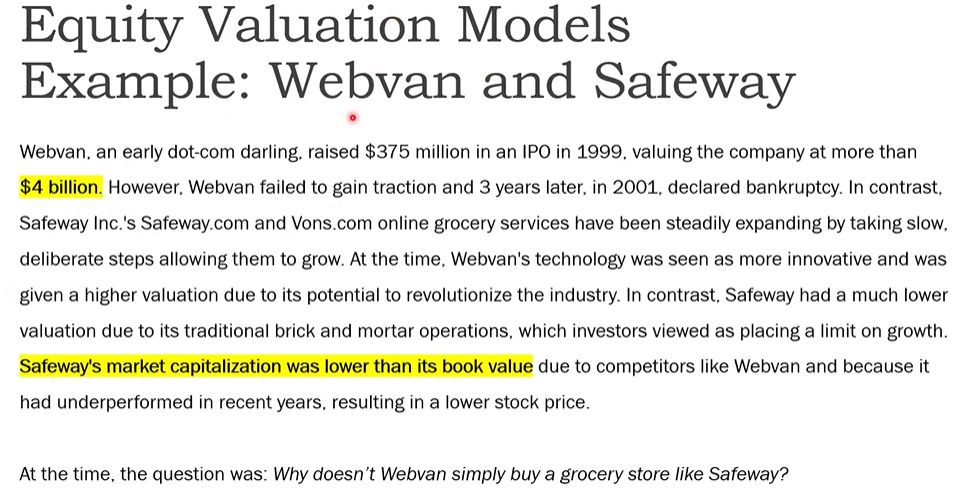 Equity Valuation Models
Example: Webvan and Safeway
Webvan, an early dot-com darling, raised $375 million in an IPO in 1999, valuing the company at more than
$4 billion. However, Webvan failed to gain traction and 3 years later, in 2001, declared bankruptcy. In contrast,
Safeway Inc.'s Safeway.com and Vons.com online grocery services have been steadily expanding by taking slow,
deliberate steps allowing them to grow. At the time, Webvan's technology was seen as more innovative and was
given a higher valuation due to its potential to revolutionize the industry. In contrast, Safeway had a much lower
valuation due to its traditional brick and mortar operations, which investors viewed as placing a limit on growth.
Safeway's market capitalization was lower than its book value due to competitors like Webvan and because it
had underperformed in recent years, resulting in a lower stock price.
At the time, the question was: Why doesn't Webvan simply buy a grocery store like Safeway?